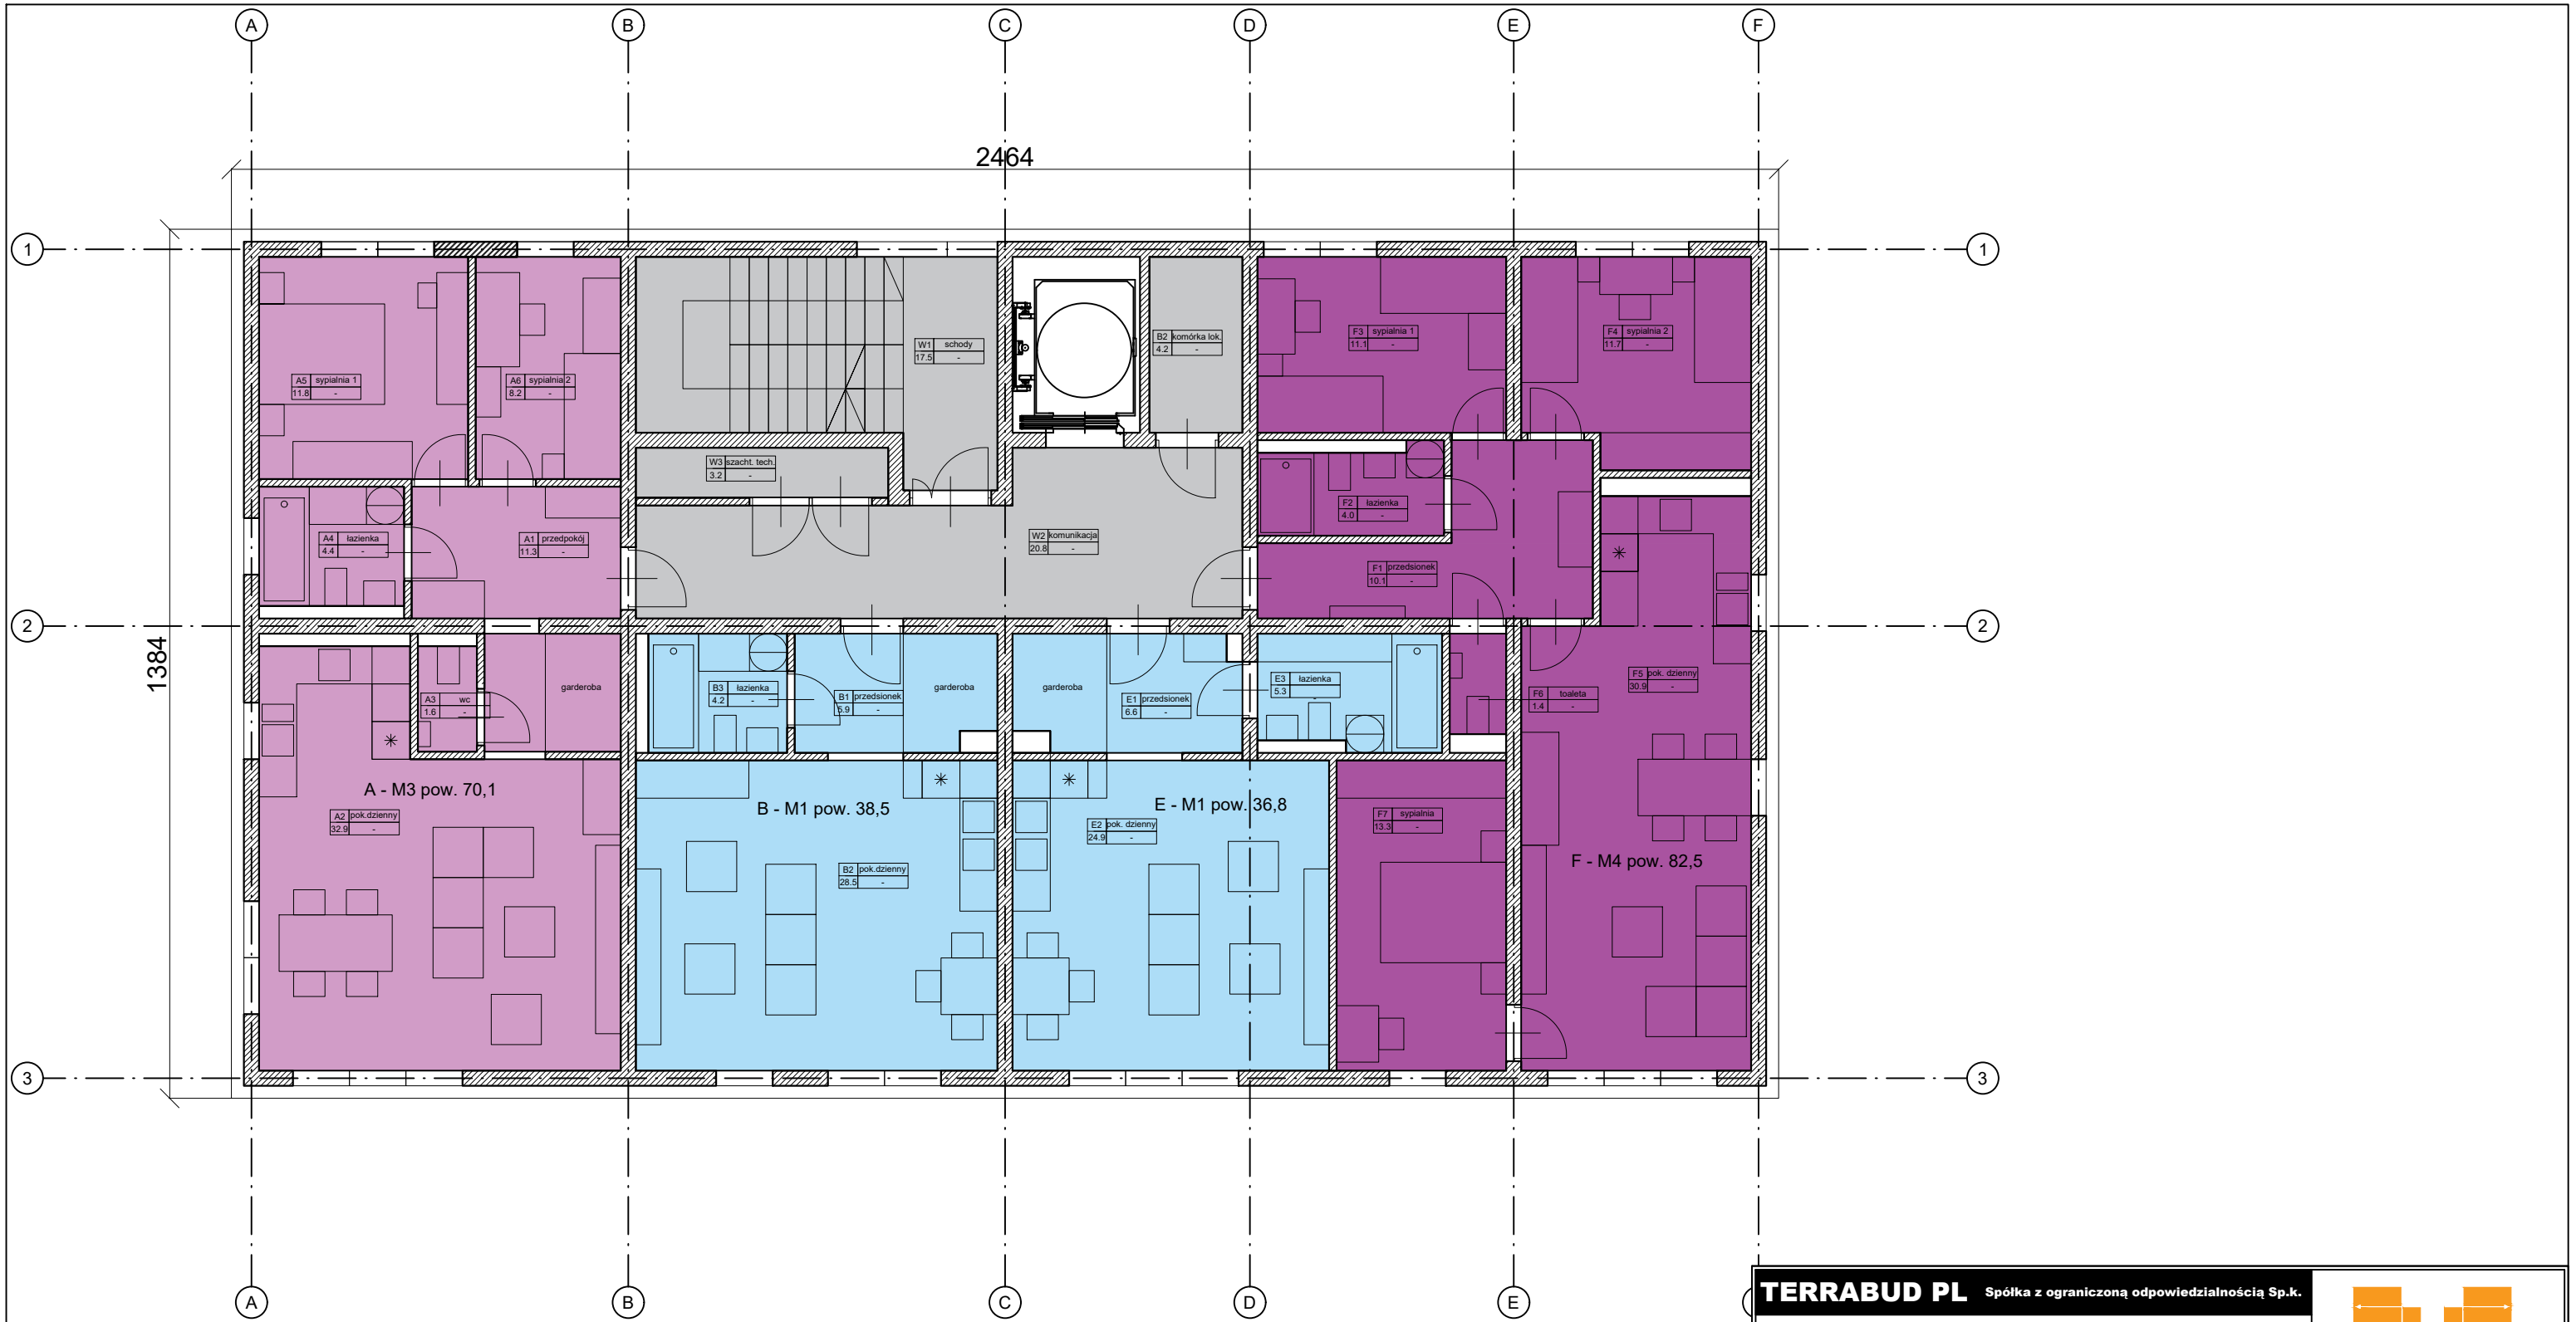 A B C D E F
2464
1 1
W1 schody
17.5 -
B2 komórka lok.
4.2 -
F3 sypialnia 1
11.1 -
F4 sypialnia 2
11.7 -
A5 sypialnia 1
11.8 -
A6 sypialnia 2
8.2 -
W3 szacht. tech.
3.2 -
F2 łazienka
4.0 -
A4 łazienka
4.4 -
A1 przedpokój
11.3 -
W2 komunikacja
20.8 -
F1 przedsionek
10.1 -
2 2
1384
garderoba
A3 wc
1.6 -
B3 łazienka
4.2 -
B1 przedsionek
5.9 -
garderoba
garderoba
E1 przedsionek
6.6 -
E3 łazienka
5.3 -
F6 toaleta
1.4 -
F5 pok. dzienny
30.9 -
A - M3 pow. 70,1
A2 pok.dzienny
32.9 -
B - M1 pow. 38,5
B2 pok.dzienny
28.5 -
E - M1 pow. 36,8
E2 pok. dzienny
24.9 -
F7 sypialnia
13.3 -
F - M4 pow. 82,5
3 3
A B C D E
TERRABUD PL Spółka z ograniczoną odpowiedzialnością Sp.k.